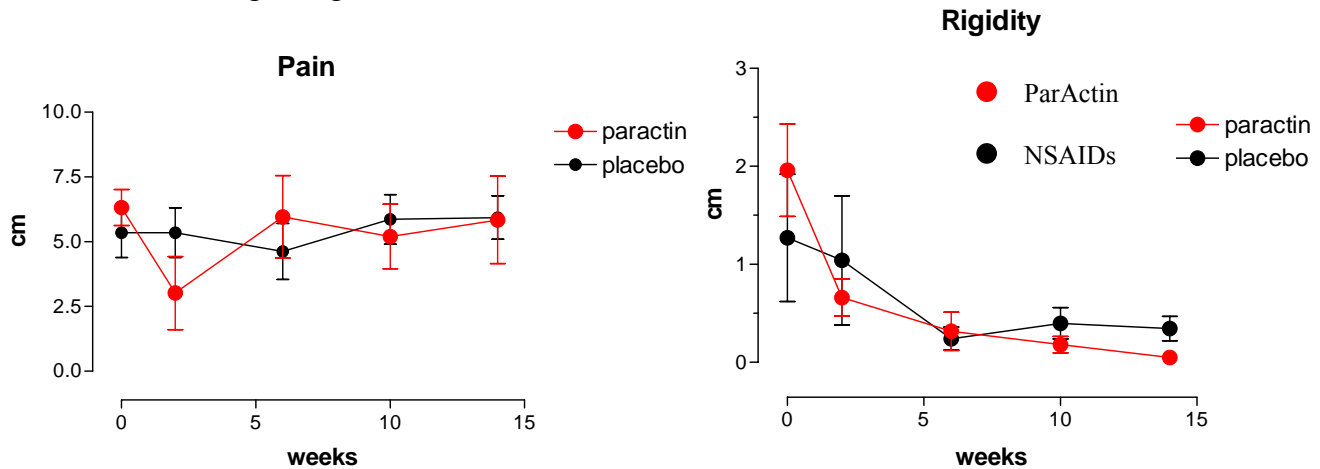 Pain
10.0
7.5
5.0
2.5
0.0
cm
0 5 10 15
weeks
paractin
placebo
Rigidity
3
2
1
0
cm
0 5 10 15
weeks
ParActin
NSAIDs
paractin
placebo